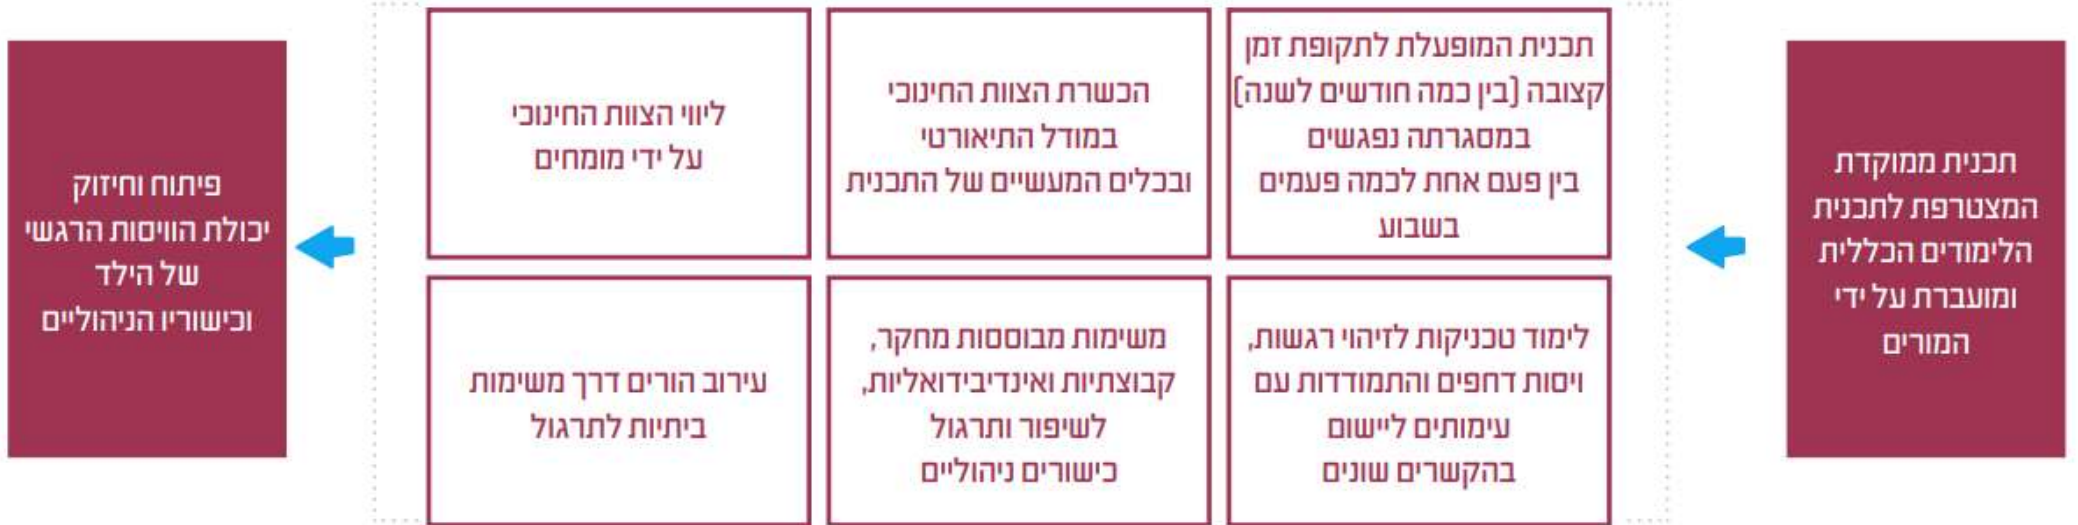 תכנית ממוקדת
המצטרפת לתכנית
הלימודים הכללית
ומועברת על ידי
המורים
תכנית המופעלת לתקופת זמן
קצובה (בין כמה חודשים לשנה)
במסגרתה נפגשים
בין פעם אחת לכמה פעמים
בשבוע
הכשרת הצוות החינוכי
במודל התיאורטי
ובכלים המעשיים של התכנית
ליווי הצוות החינוכי
על ידי מומחים
לימוד טכניקות לזיהוי רגשות,
ויסות דחפים והתמודדות עם
עימותים ליישום
בהקשרים שונים
משימות מבוססות מחקר,
קבוצתיות ואינדיבידואליות,
לשיפור ותרגול
כישורים ניהוליים
עירוב הורים דרך משימות
ביתיות לתרגול
פיתוח וחיזוק
יכולת הוויסות הרגשי
של הילד
וכישוריו הניהוליים